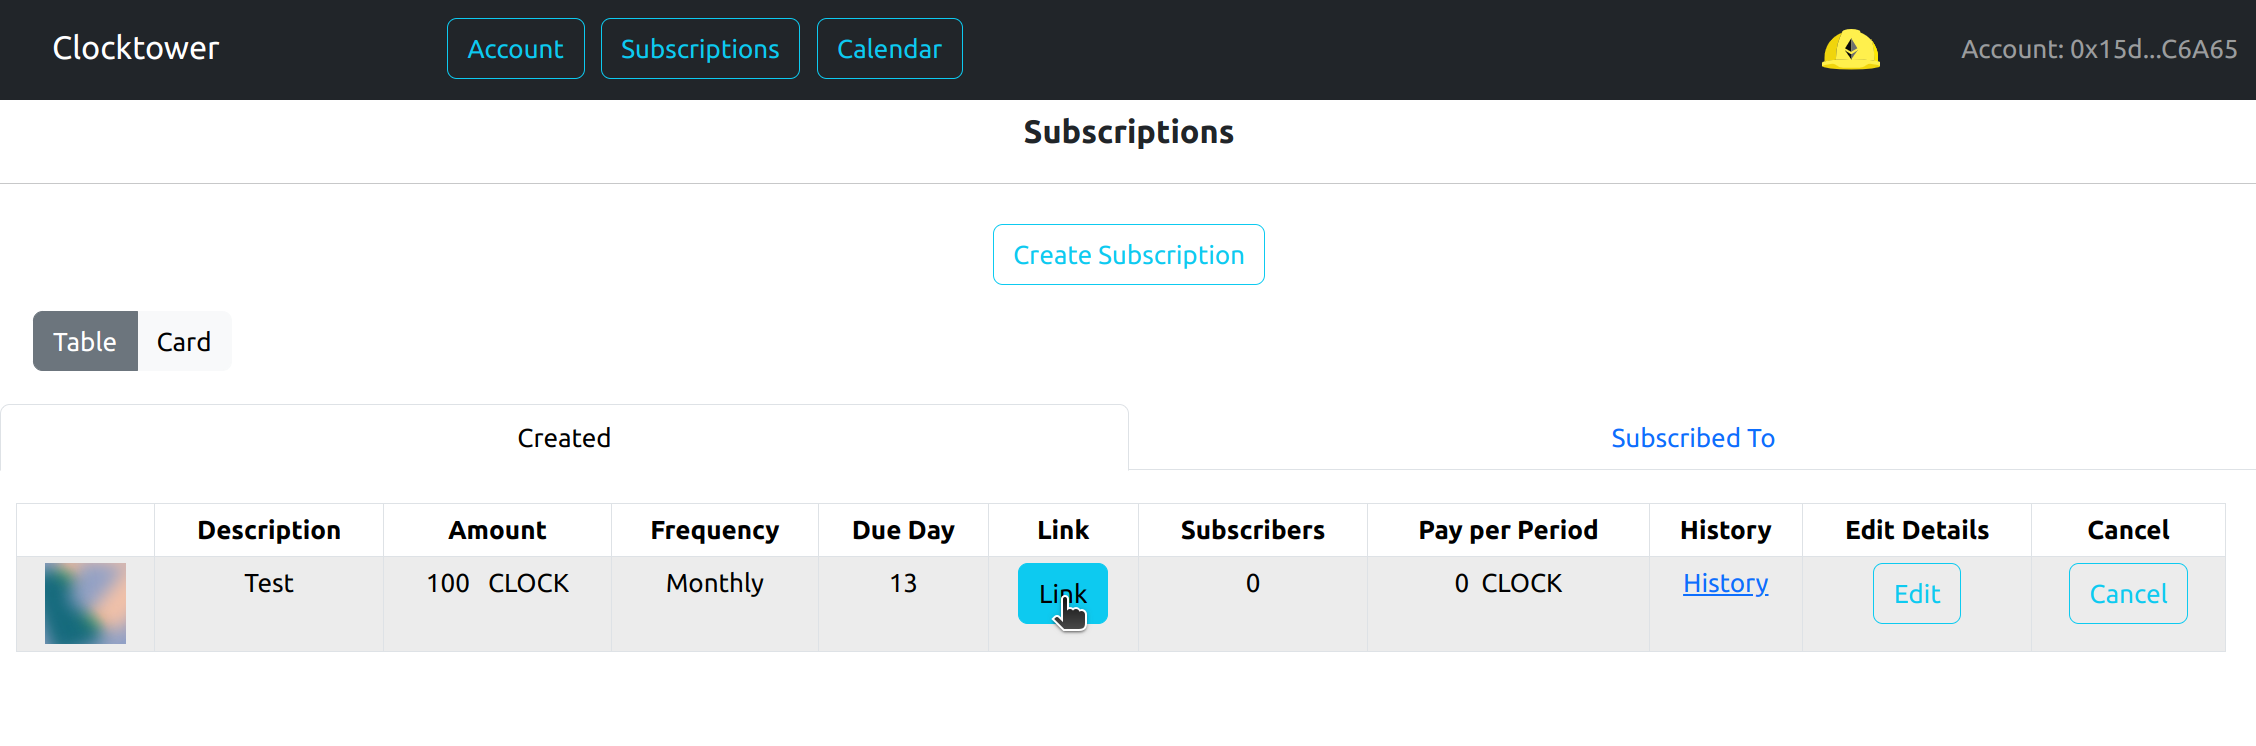 Clocktower Account Subscriptions Calendar Account: 0x15d...C6A65
Subscriptions
Create Subscription
Table Card
Created Subscribed To
Description Amount Frequency Due Day Link Subscribers Pay per Period History Edit Details Cancel
Test 100 CLOCK Monthly 13 Link 0 0 CLOCK History Edit Cancel